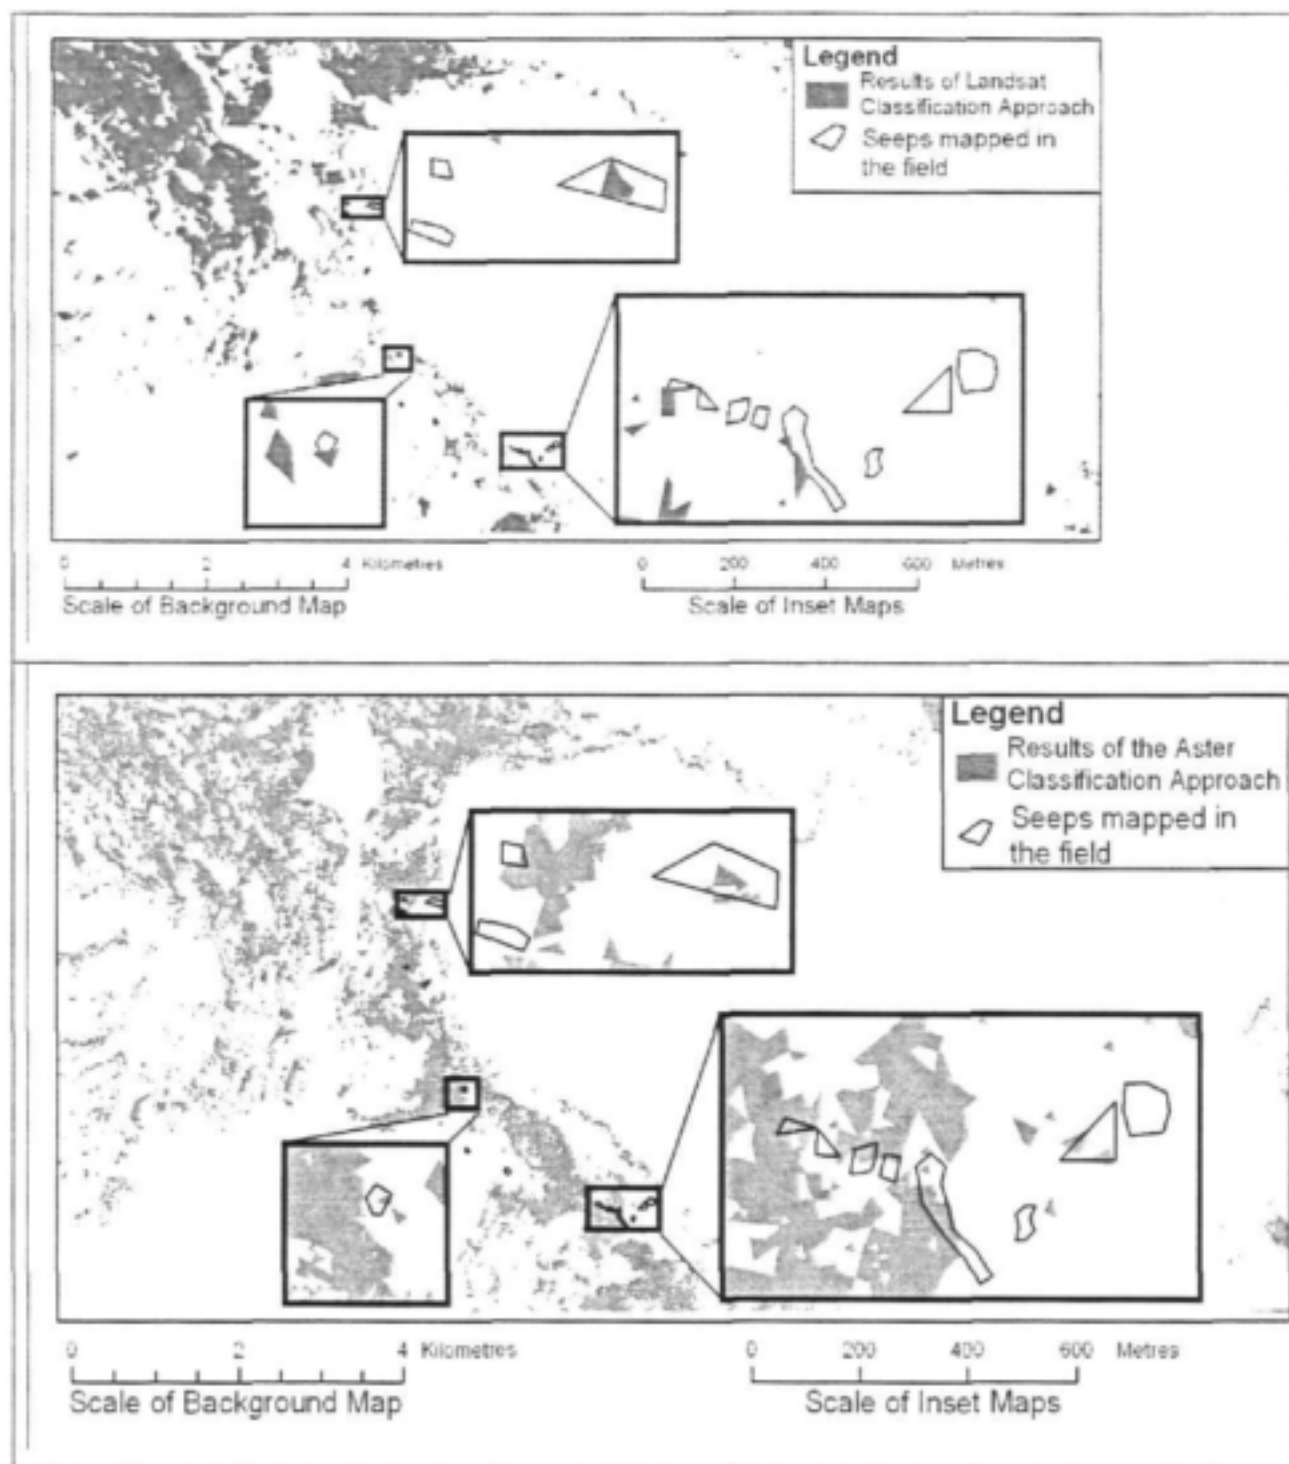 Legend
Results of Landsat
Classification Approach
Seeps mapped in
the field
0 2 4 Kilometres
Scale of Background Map
0 200 400 600 Metres
Scale of Inset Maps
Legend
Results of the Aster
Classification Approach
Seeps mapped in
the field
0 2 4 Kilometres
Scale of Background Map
0 200 400 600 Metres
Scale of Inset Maps